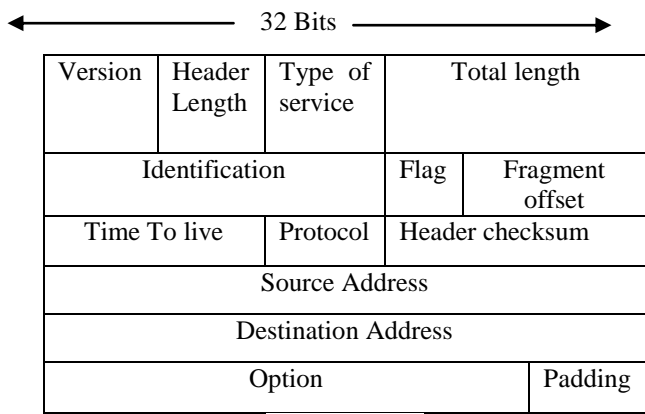 32 Bits
Version Header Type of Total length
Length service
Identification Flag Fragment
offset
Time To live Protocol Header checksum
Source Address
Destination Address
Option Padding